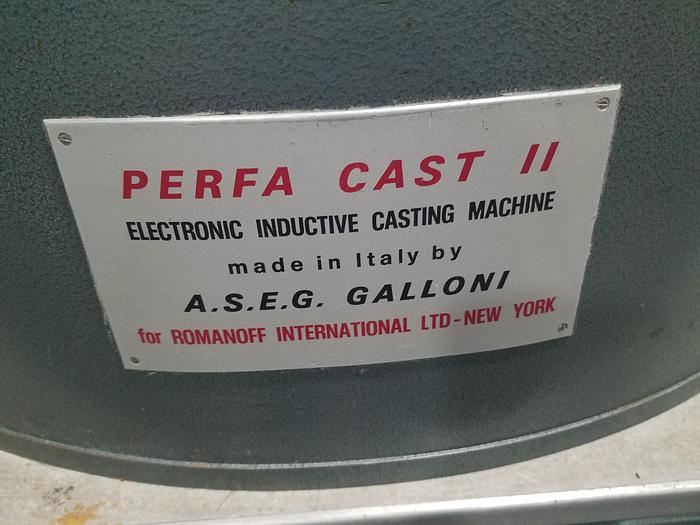 PERFA CAST II
ELECTRONIC INDUCTIVE CASTING MACHINE
made in Italy by
A.S.E.G. GALLONI
for ROMANOFF INTERNATIONAL LTD-NEW YORK